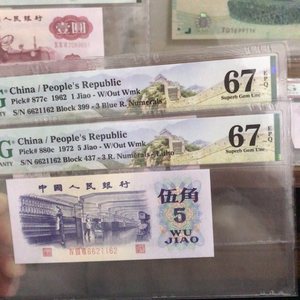 China / People's Republic
Pick# 877c 1962 1 Jiao - W/Out Wmk
S/N 6621162 Block 399 - 3 Blue R. Numerals
67 EPQ
Superb Gem Unc
China / People's Republic
Pick# 880c 1972 5 Jiao - W/Out Wmk
S/N 6621162 Block 437 - 3 R. Numerals - Litho
67 EPQ
Superb Gem Unc
中国人民银行
伍角
5
WU
JIAO
6621162